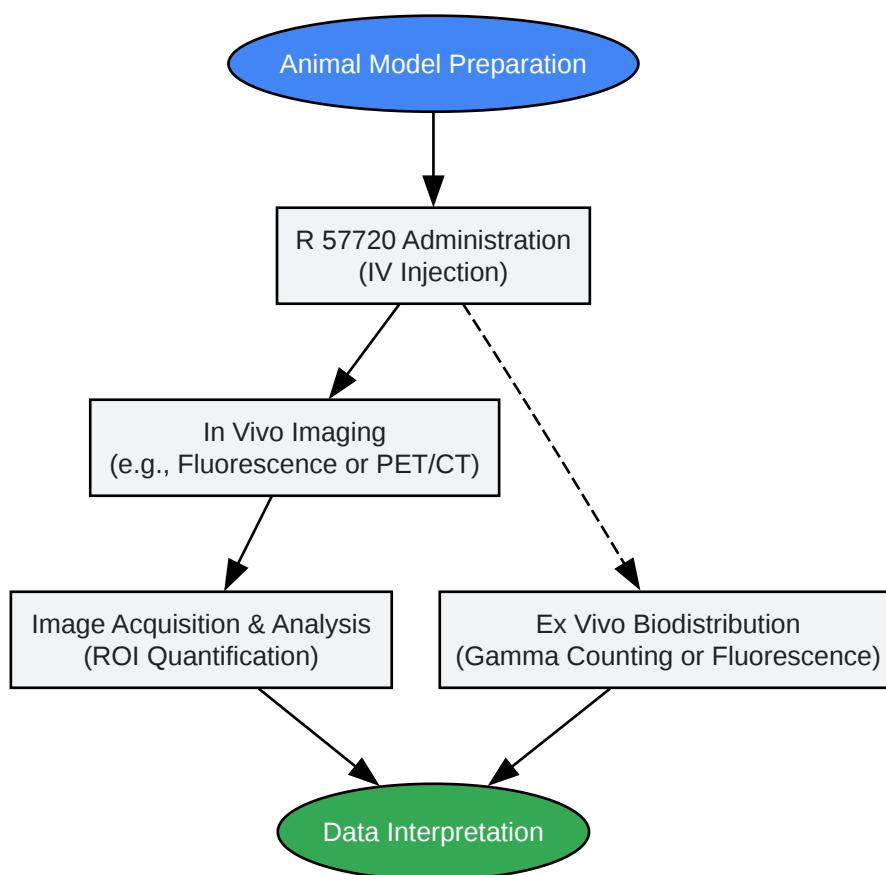 Animal Model Preparation
R 57720 Administration
(IV Injection)
In Vivo Imaging
(e.g., Fluorescence or PET/CT)
Image Acquisition & Analysis
(ROI Quantification)
Ex Vivo Biodistribution
(Gamma Counting or Fluorescence)
Data Interpretation